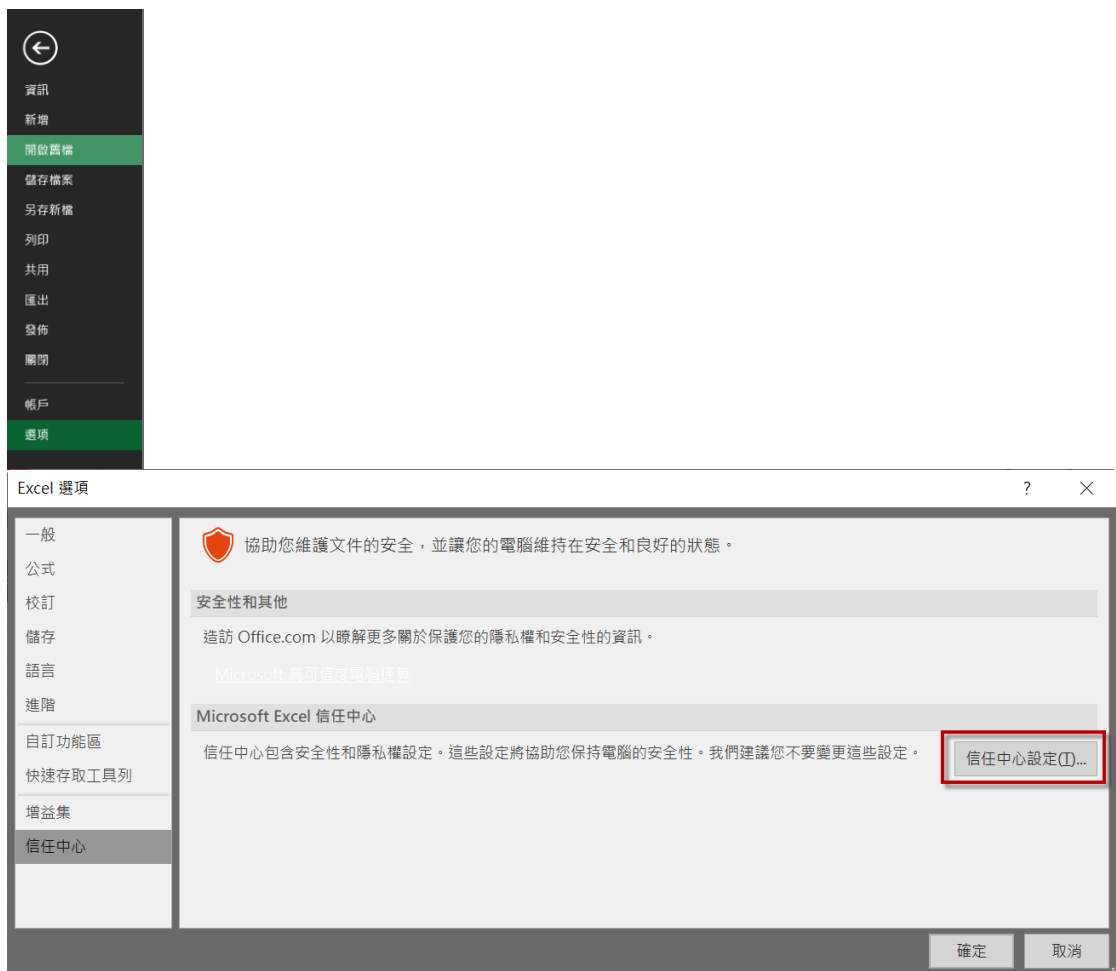 資訊
新增
開啟舊檔
儲存檔案
另存新檔
列印
共用
匯出
發佈
關閉
帳戶
選項
Excel 選項
?
一般
公式
校訂
儲存
語言
進階
自訂功能區
快速存取工具列
增益集
信任中心
協助您維護文件的安全，並讓您的電腦維持在安全和良好的狀態。
安全性和其他
造訪 Office.com 以瞭解更多關於保護您的隱私權和安全性的資訊。
Microsoft 高可信度電腦運算
Microsoft Excel 信任中心
信任中心包含安全性和隱私權設定。這些設定將協助您保持電腦的安全性。我們建議您不要變更這些設定。
信任中心設定(T)...
確定
取消